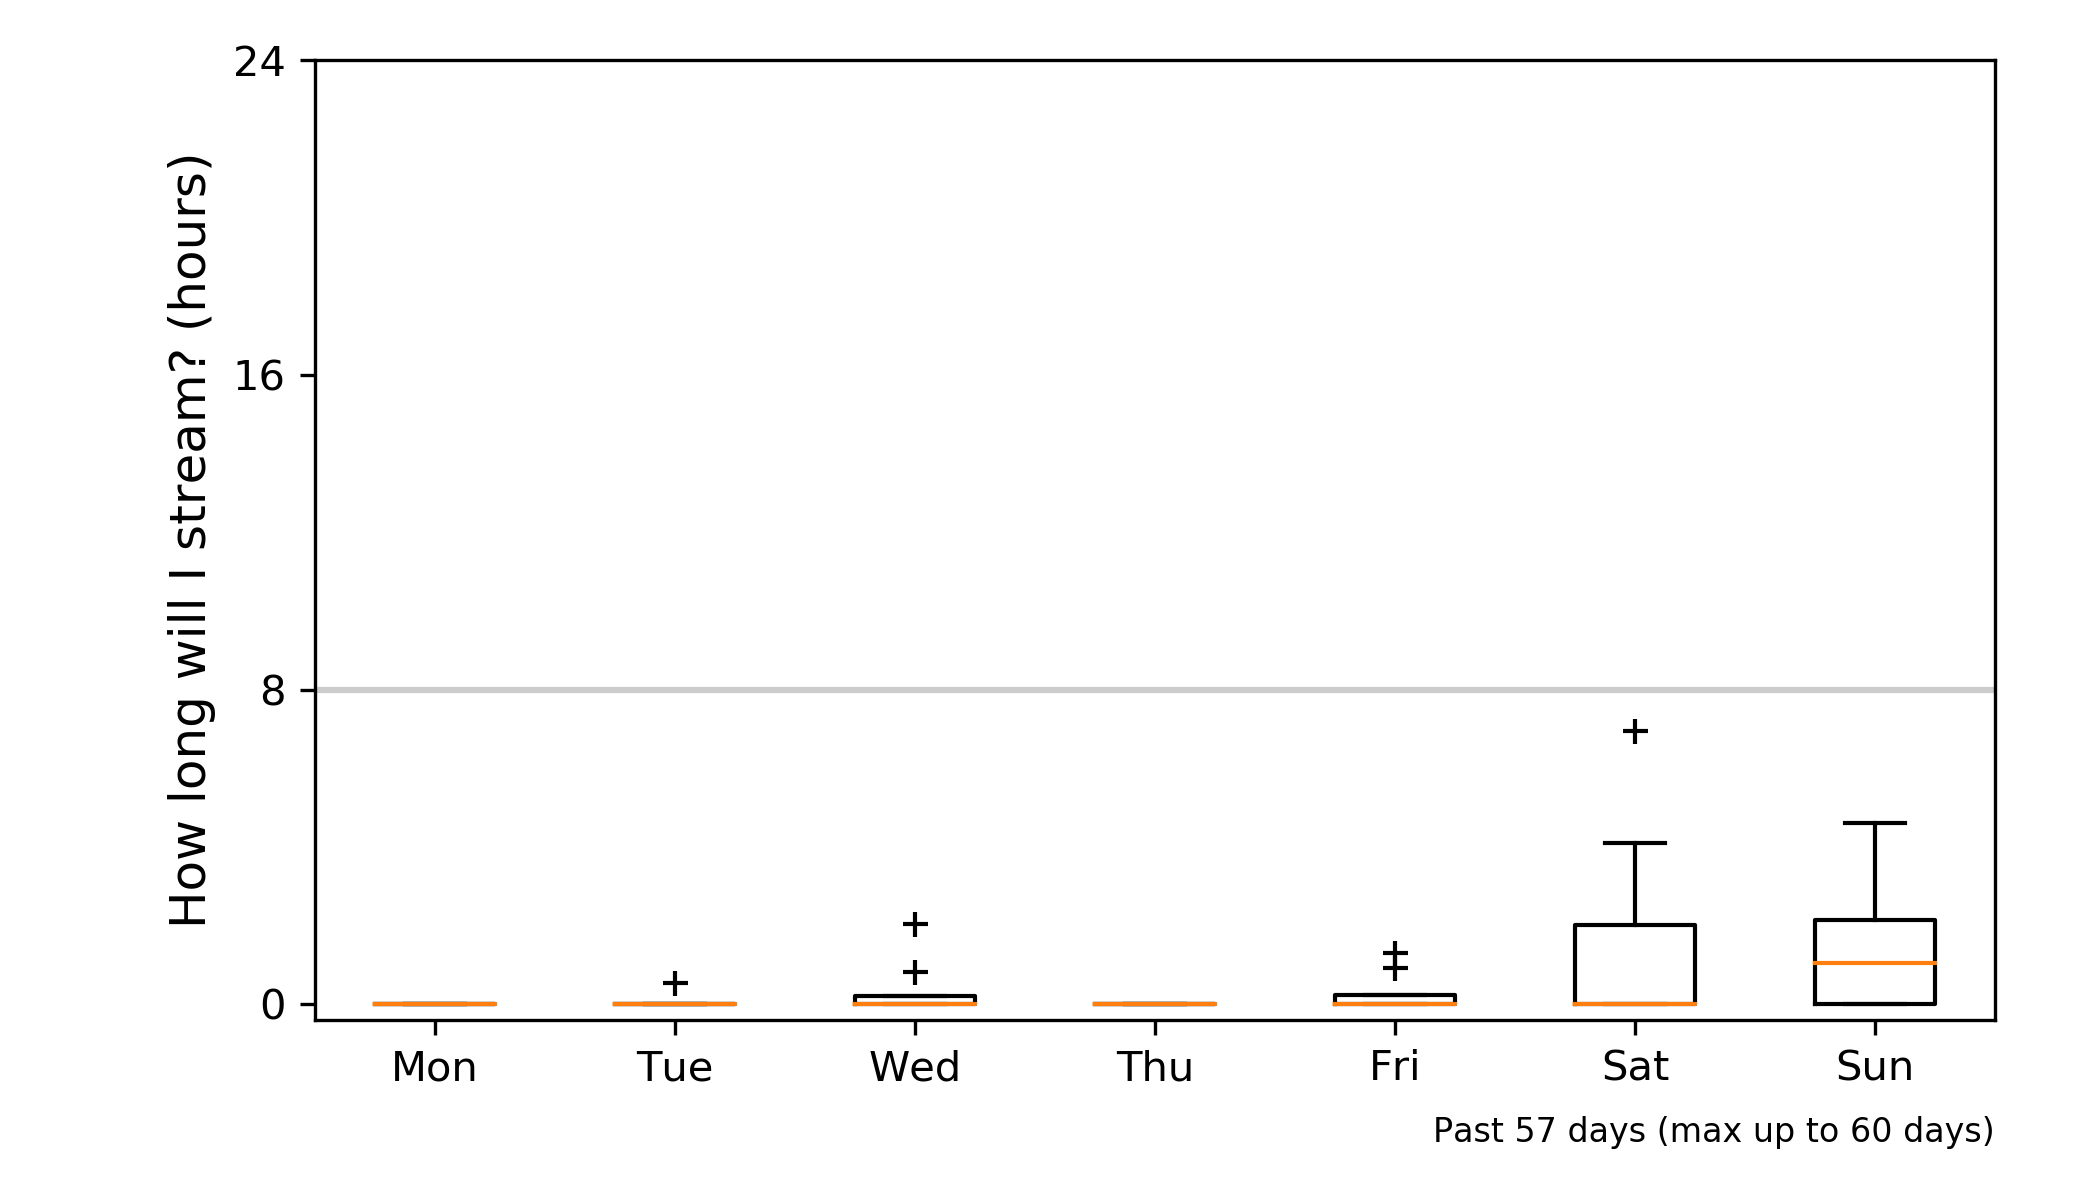 How long will I stream? (hours)
24
16
8
0
Mon Tue Wed Thu Fri Sat Sun
Past 57 days (max up to 60 days)